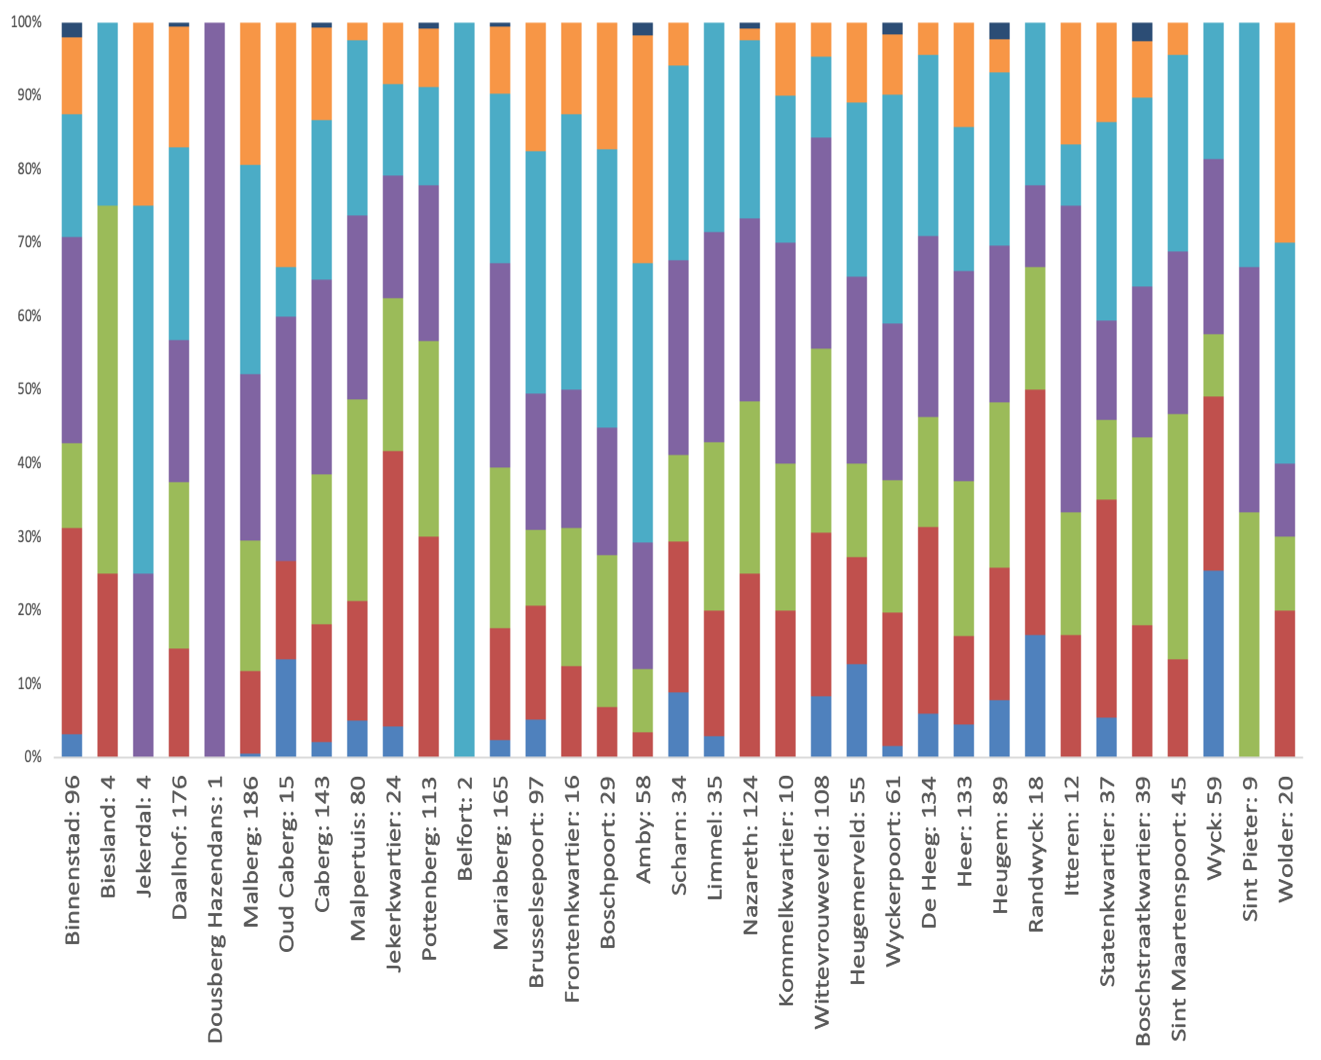 100%
90%
80%
70%
60%
50%
40%
30%
20%
10%
0%
Binnenstad: 96
Biesland: 4
Jekerdal: 4
Daalhof: 176
Dousberg Hazendans: 1
Malberg: 186
Oud Caberg: 15
Caberg: 143
Malpertuis: 80
Jekerkwartier: 24
Pottenberg: 113
Belfort: 2
Mariaberg: 165
Brusselsepoort: 97
Frontenkwartier: 16
Boschpoort: 29
Amby: 58
Scharn: 34
Limmel: 35
Nazareth: 124
Kommelkwartier: 10
Wittevrouweveld: 108
Heugemerveld: 55
Wyckerpoort: 61
De Heeg: 134
Heer: 133
Heugem: 89
Randwyck: 18
Itteren: 12
Statenkwartier: 37
Boschstraatkwartier: 39
Sint Maartenspoort: 45
Wyck: 59
Sint Pieter: 9
Wolder: 20